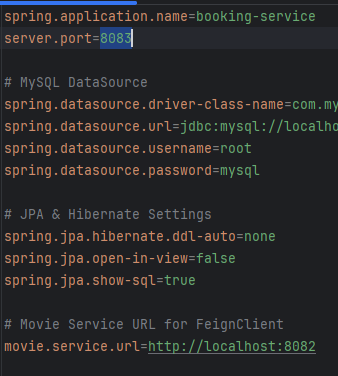 spring.application.name=booking-service
server.port=8083
# MySQL DataSource
spring.datasource.driver-class-name=com.my
spring.datasource.url=jdbc:mysql://localho
spring.datasource.username=root
spring.datasource.password=mysql
# JPA & Hibernate Settings
spring.jpa.hibernate.ddl-auto=none
spring.jpa.open-in-view=false
spring.jpa.show-sql=true
# Movie Service URL for FeignClient
movie.service.url=http://localhost:8082